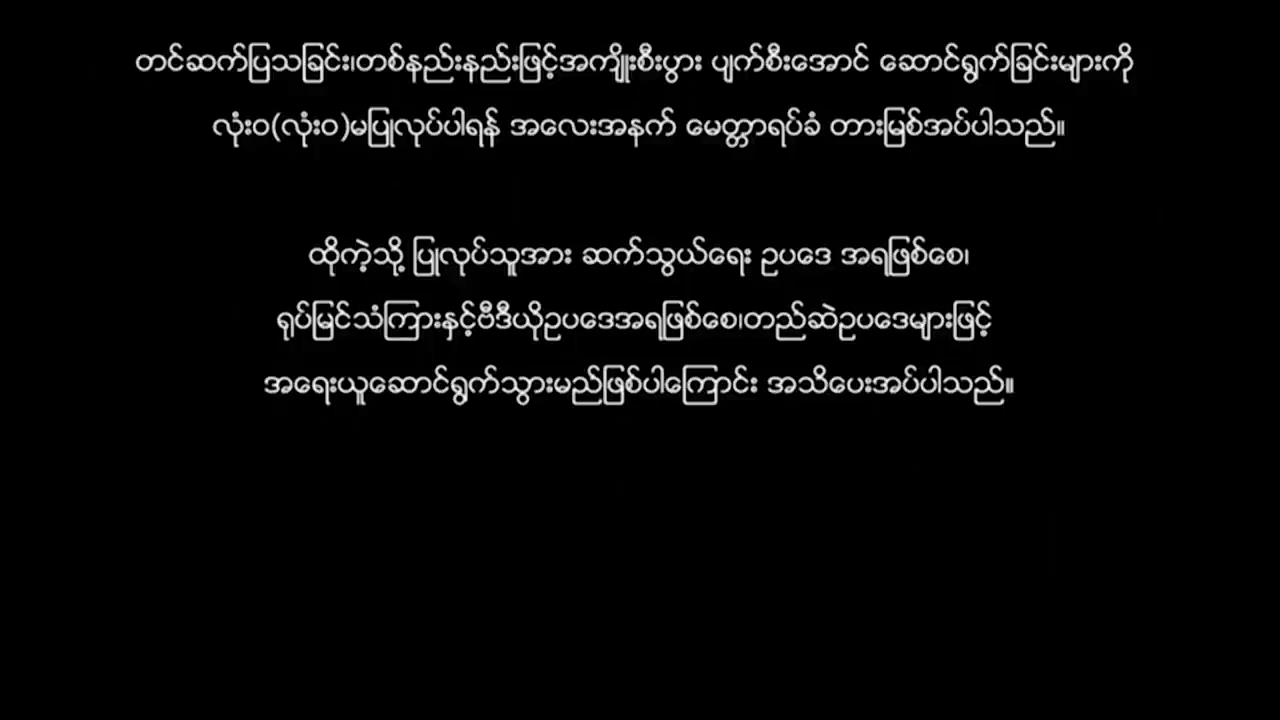 တင်ဆက်ပြသခြင်း၊တစ်နည်းနည်းဖြင့်အကျိုးစီးပွား ပျက်စီးအောင် ဆောင်ရွက်ခြင်းများကို
လုံးဝ(လုံးဝ)မပြုလုပ်ပါရန် အလေးအနက် မေတ္တာရပ်ခံ တားမြစ်အပ်ပါသည်။
ထိုကဲ့သို့ ပြုလုပ်သူအား ဆက်သွယ်ရေး ဥပဒေ အရဖြစ်စေ၊
ရုပ်မြင်သံကြားနှင့်ဗီဒီယိုဥပဒေအရဖြစ်စေ၊တည်ဆဲဥပဒေများဖြင့်
အရေးယူဆောင်ရွက်သွားမည်ဖြစ်ပါကြောင်း အသိပေးအပ်ပါသည်။